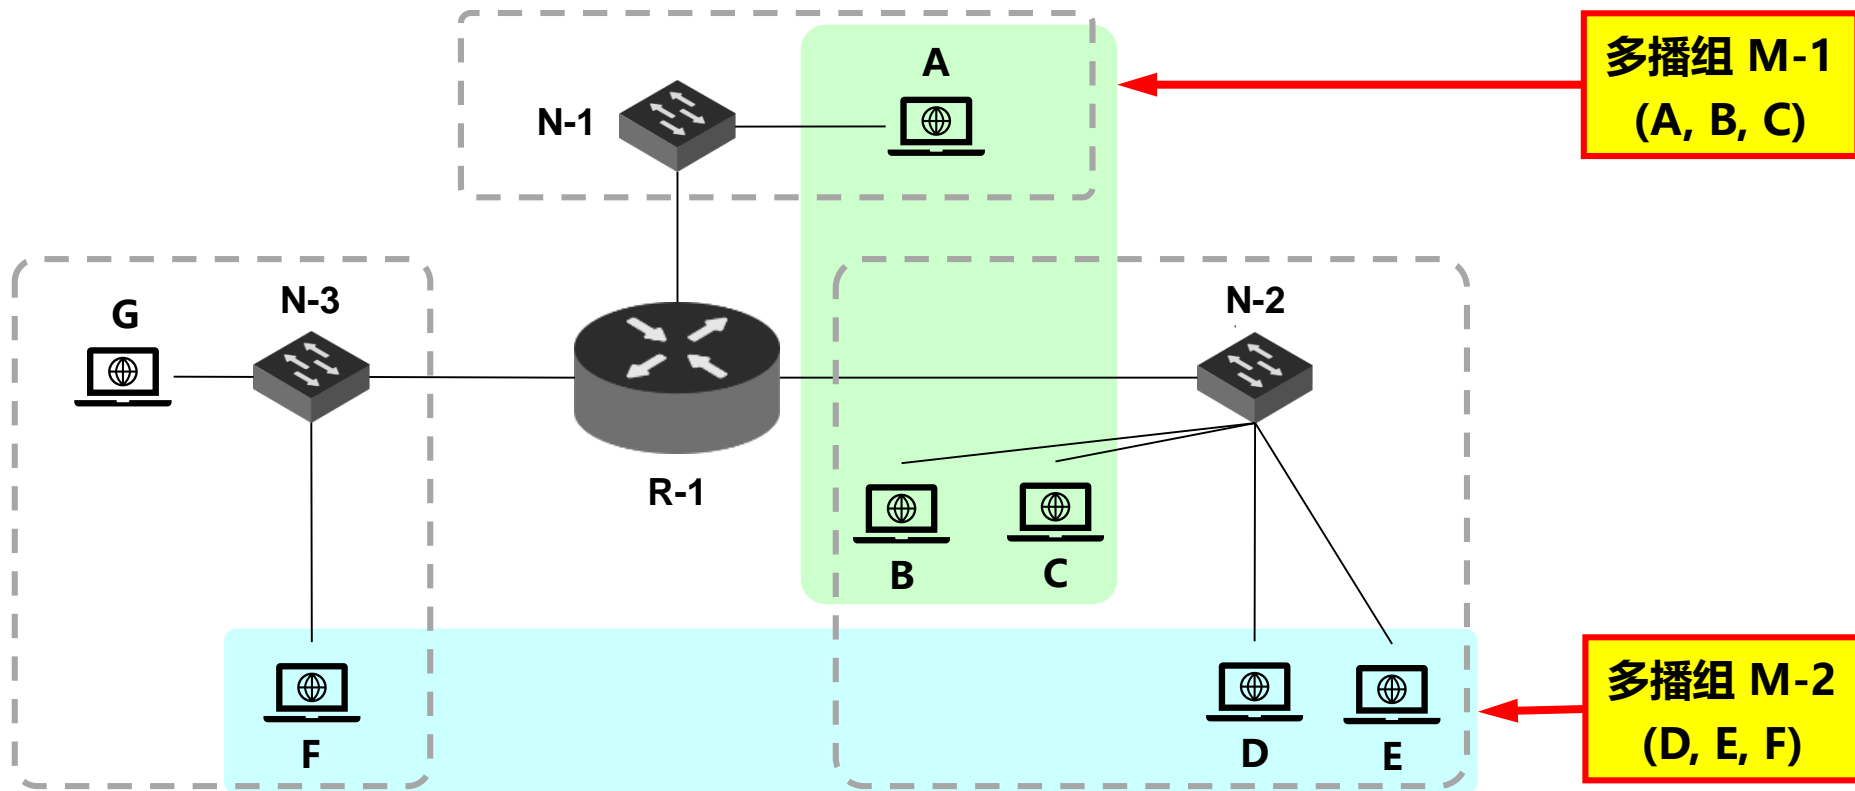 多播组 M-1
(A, B, C)
A
N-1
G
N-3
N-2
R-1
B
C
F
D
E
多播组 M-2
(D, E, F)